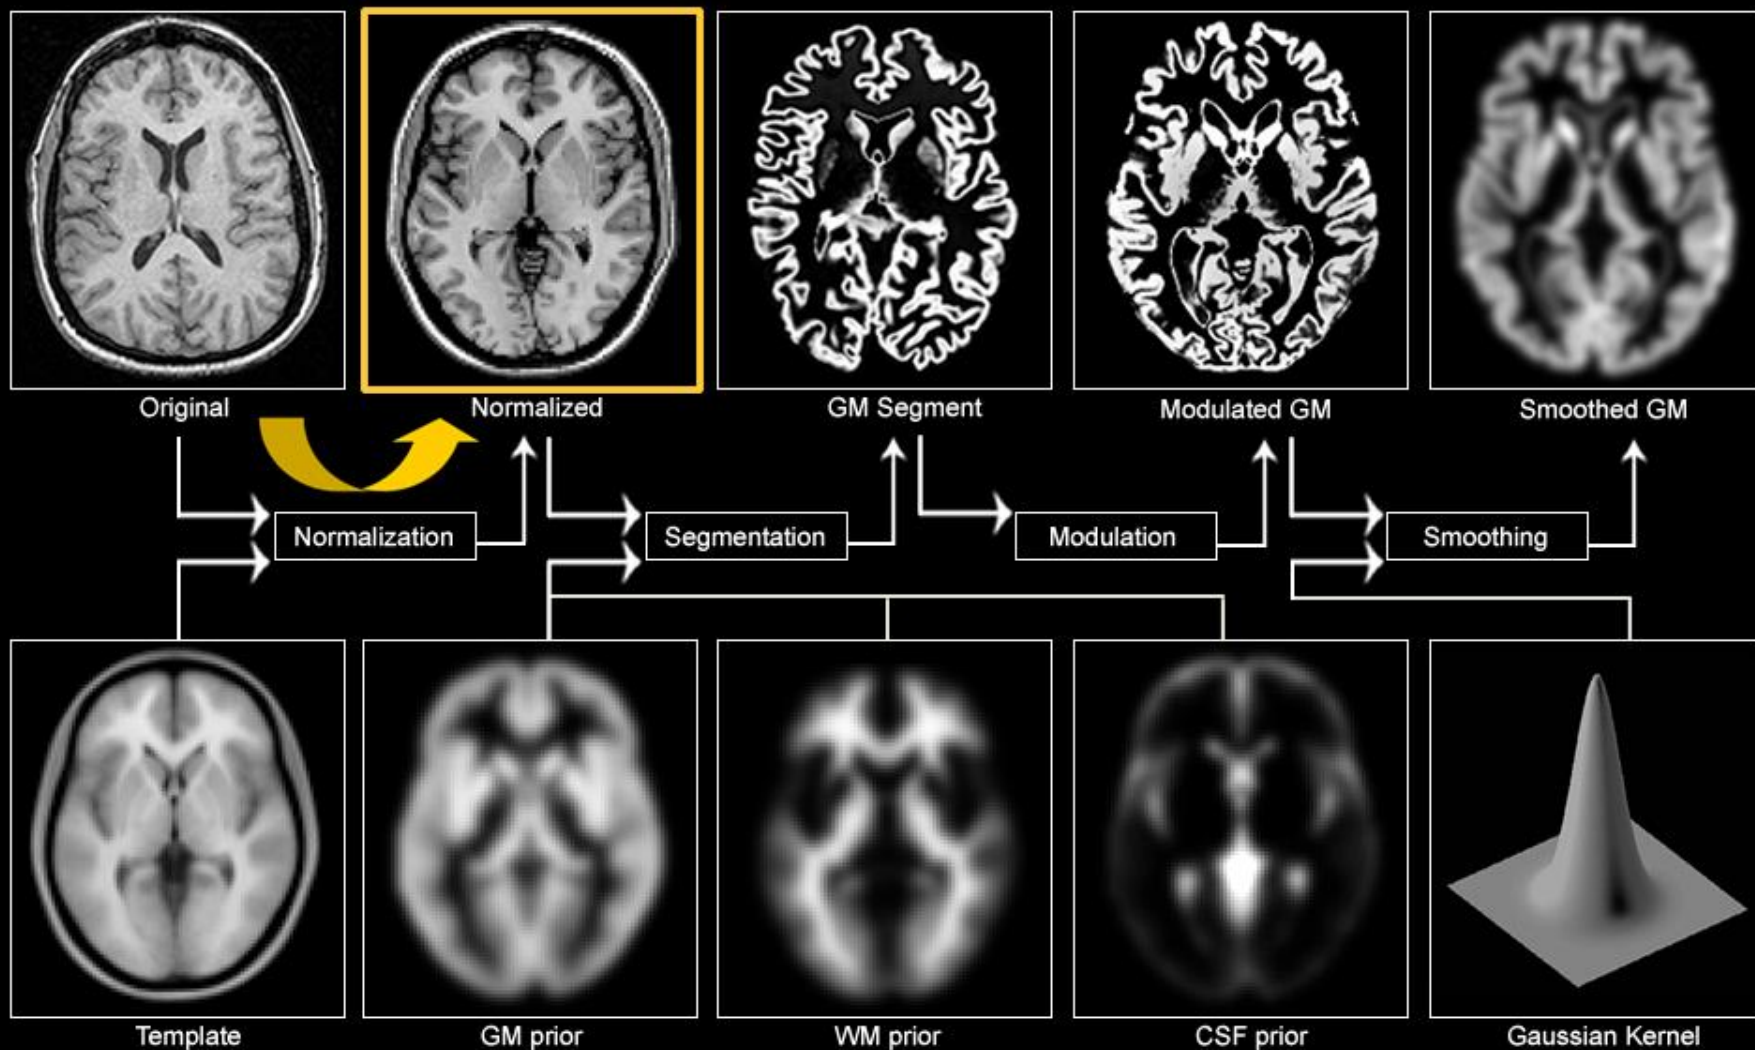 Original
Normalized
GM Segment
Modulated GM
Smoothed GM
Normalization
Segmentation
Modulation
Smoothing
Template
GM prior
WM prior
CSF prior
Gaussian Kernel